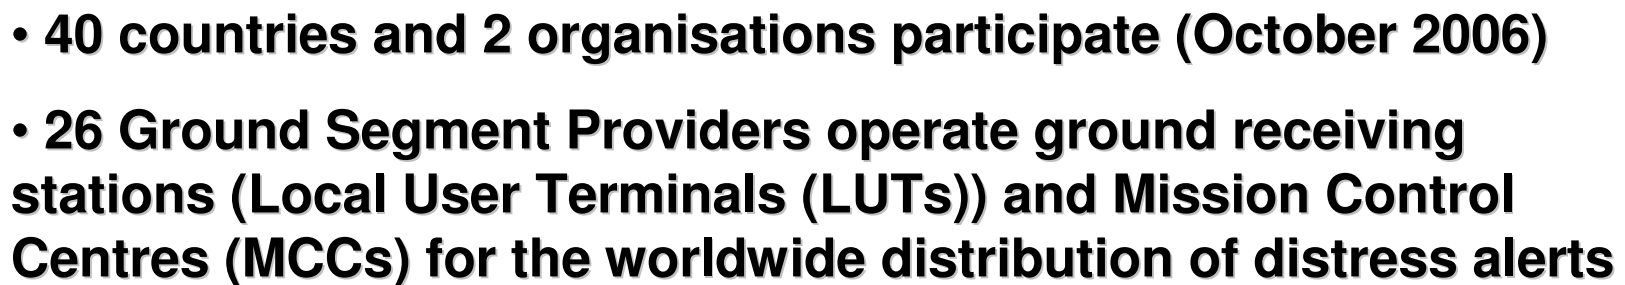 • 40 countries and 2 organisations participate (October 2006)
• 26 Ground Segment Providers operate ground receiving
stations (Local User Terminals (LUTs)) and Mission Control
Centres (MCCs) for the worldwide distribution of distress alerts